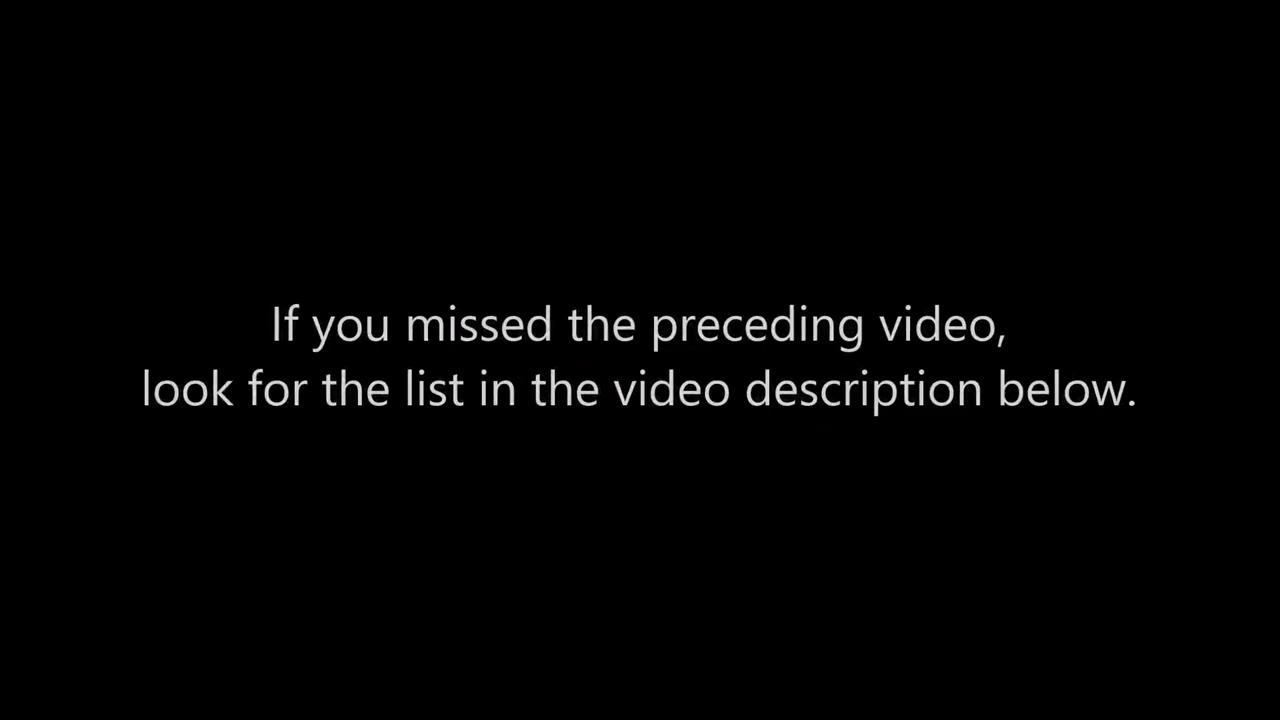 If you missed the preceding video,
look for the list in the video description below.